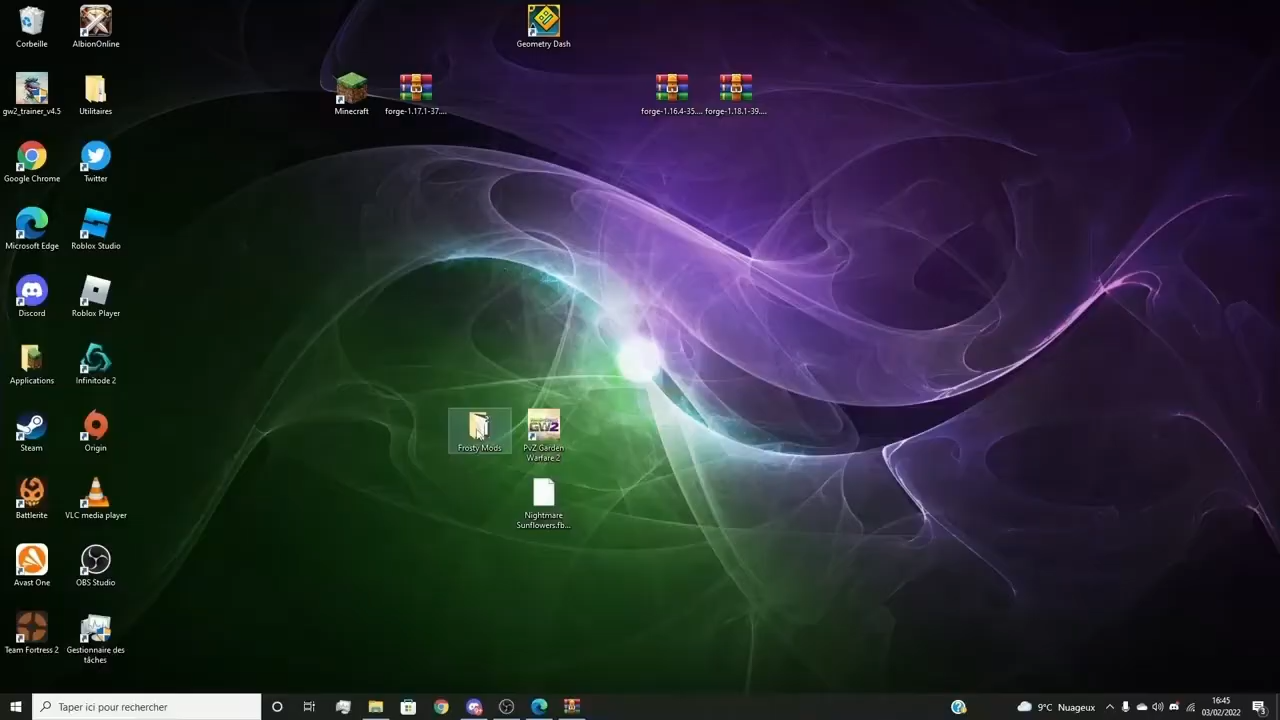 Corbeille
AlbionOnline
Geometry Dash
gw2_trainer_v4.5
Utilitaires
Minecraft
forge-1.17.1-37....
forge-1.16.4-35....
forge-1.18.1-39....
Google Chrome
Twitter
Microsoft Edge
Roblox Studio
Discord
Roblox Player
Applications
Infinitode 2
Steam
Origin
Frosty Mods
GW2
PvZ Garden
Warfare 2
Battlerite
VLC media player
Nightmare
Sunflowers.fb...
Avast One
OBS Studio
Team Fortress 2
Gestionnaire des
tâches
Taper ici pour rechercher
9°C Nuageux
16:45
03/02/2022